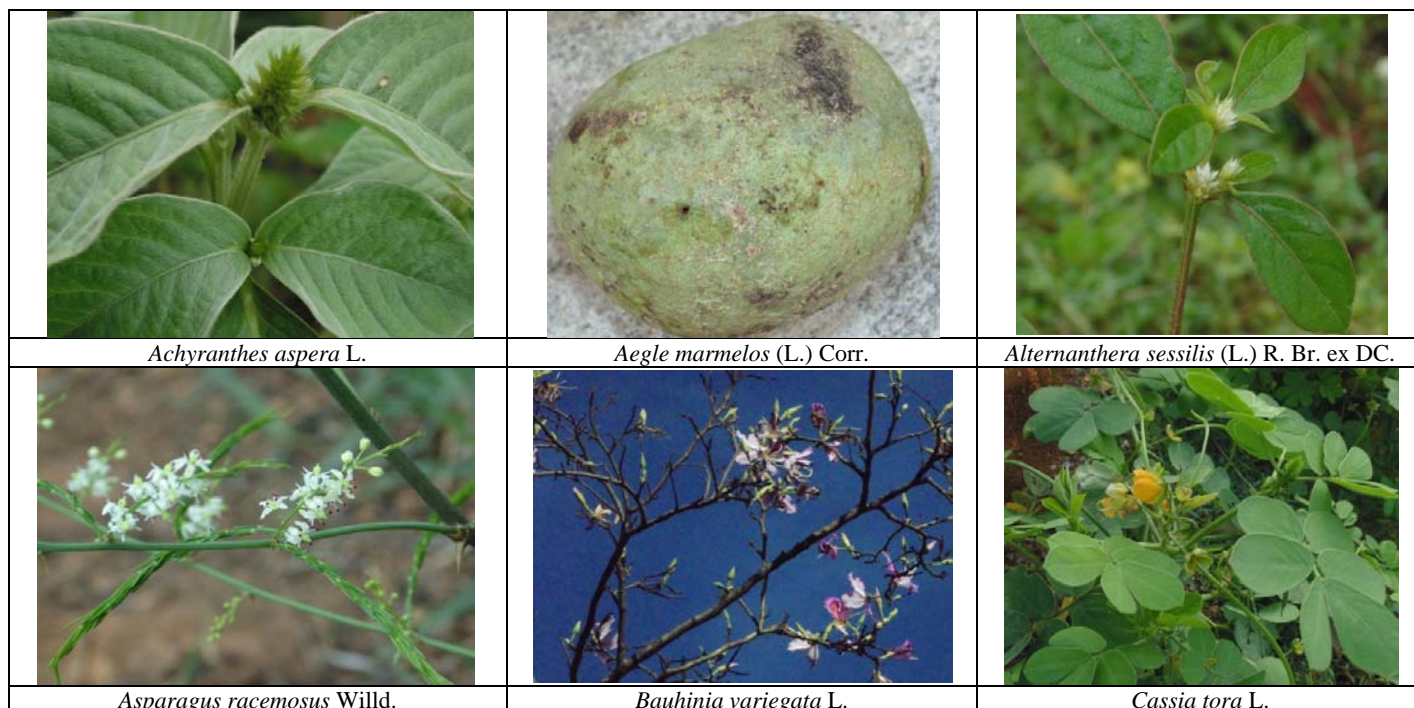 Achyranthes aspera L.
Aegle marmelos (L.) Corr.
Alternanthera sessilis (L.) R. Br. ex DC.
Asparagus racemosus Willd.
Bauhinia variegata L.
Cassia tora L.